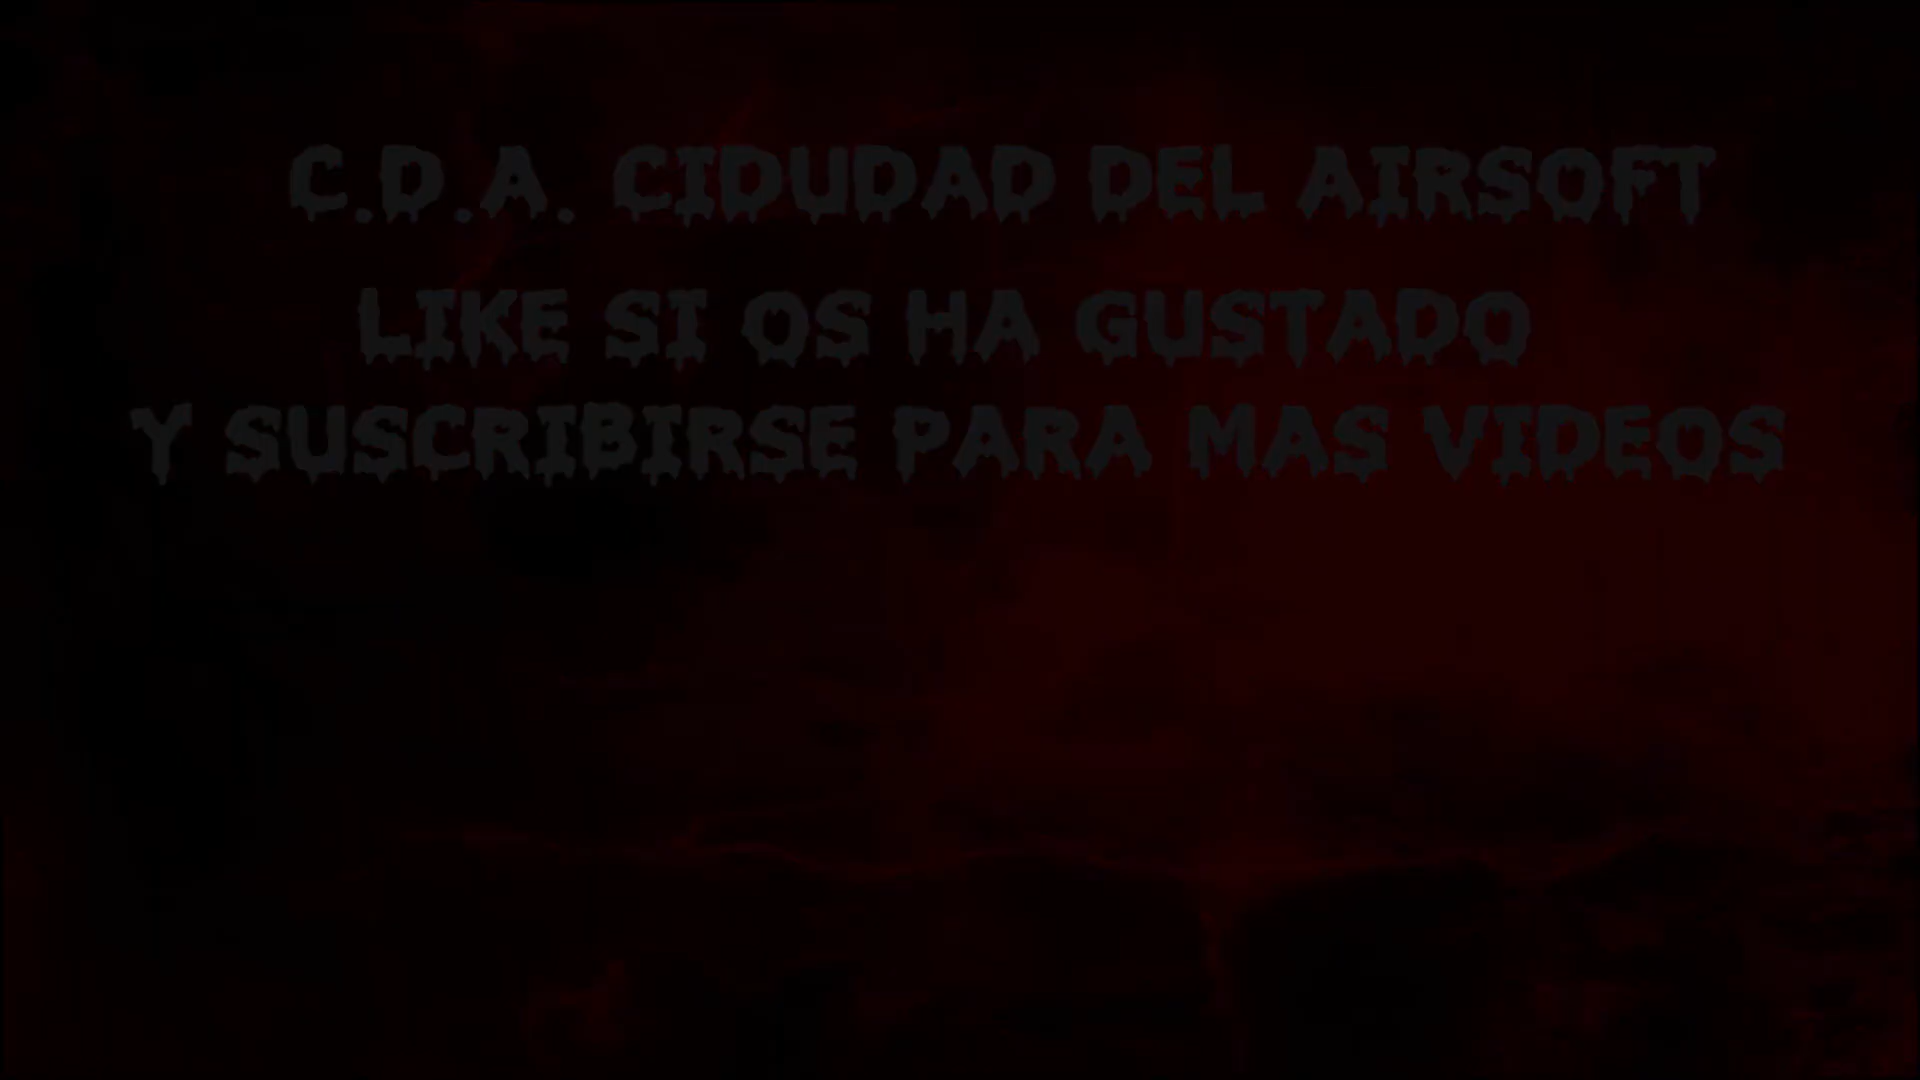 C.D.A. CIDUDAD DEL AIRSOFT
LIKE SI OS HA GUSTADO
Y SUSCRIBIRSE PARA MAS VIDEOS